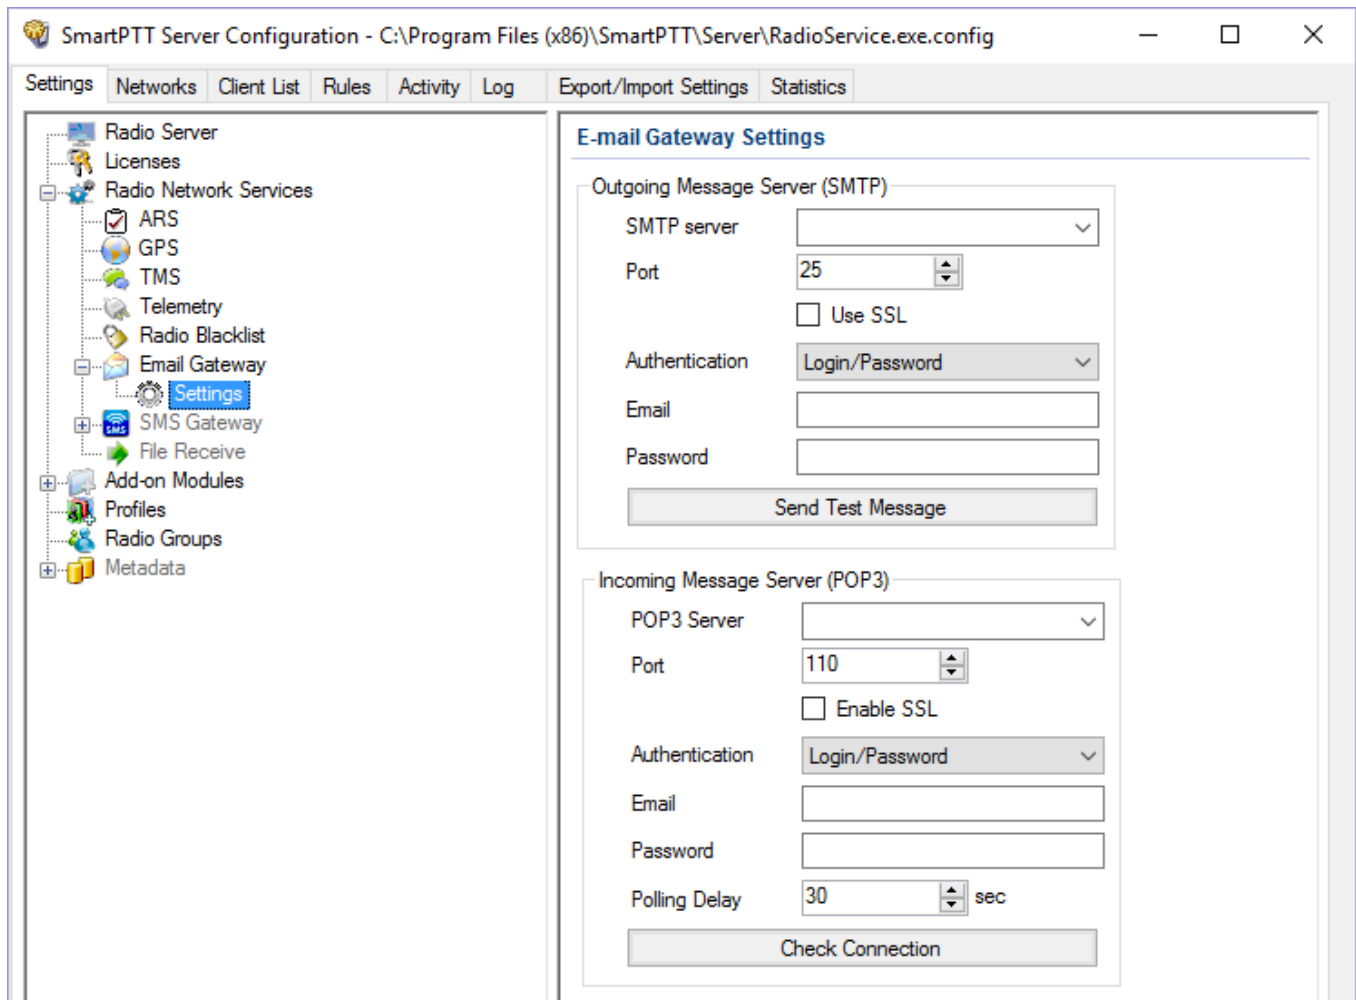 SmartPTT Server Configuration - C:\Program Files (x86)\SmartPTT\Server\RadioService.exe.config
Settings Networks Client List Rules Activity Log Export/Import Settings Statistics
Radio Server
Licenses
Radio Network Services
ARS
GPS
TMS
Telemetry
Radio Blacklist
Email Gateway
Settings
SMS Gateway
File Receive
Add-on Modules
Profiles
Radio Groups
Metadata
E-mail Gateway Settings
Outgoing Message Server (SMTP)
SMTP server
Port 25
Use SSL
Authentication Login/Password
Email
Password
Send Test Message
Incoming Message Server (POP3)
POP3 Server
Port 110
Enable SSL
Authentication Login/Password
Email
Password
Polling Delay 30 sec
Check Connection